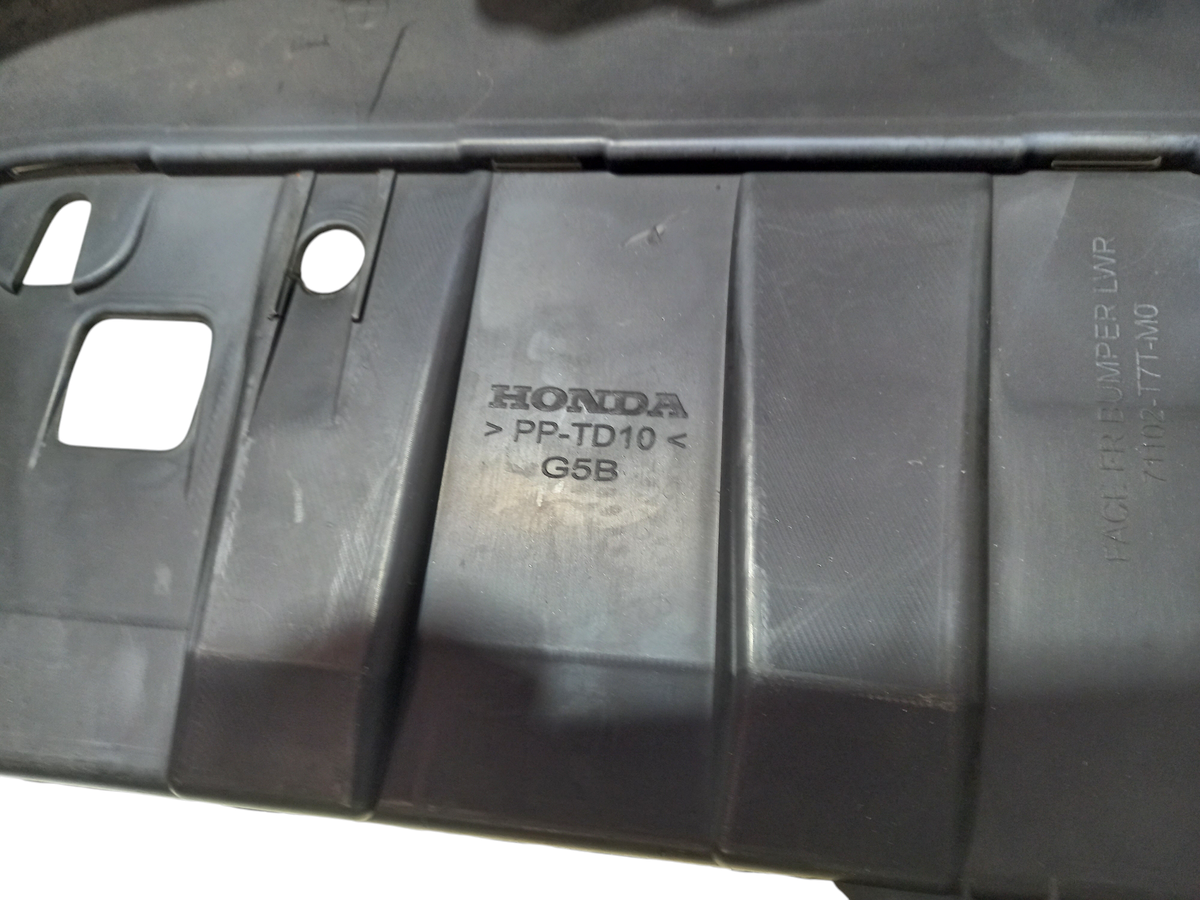 HONDA
> PP-TD10 <
G5B
FACE FR BUMPER LWR
71102-T7T-M0